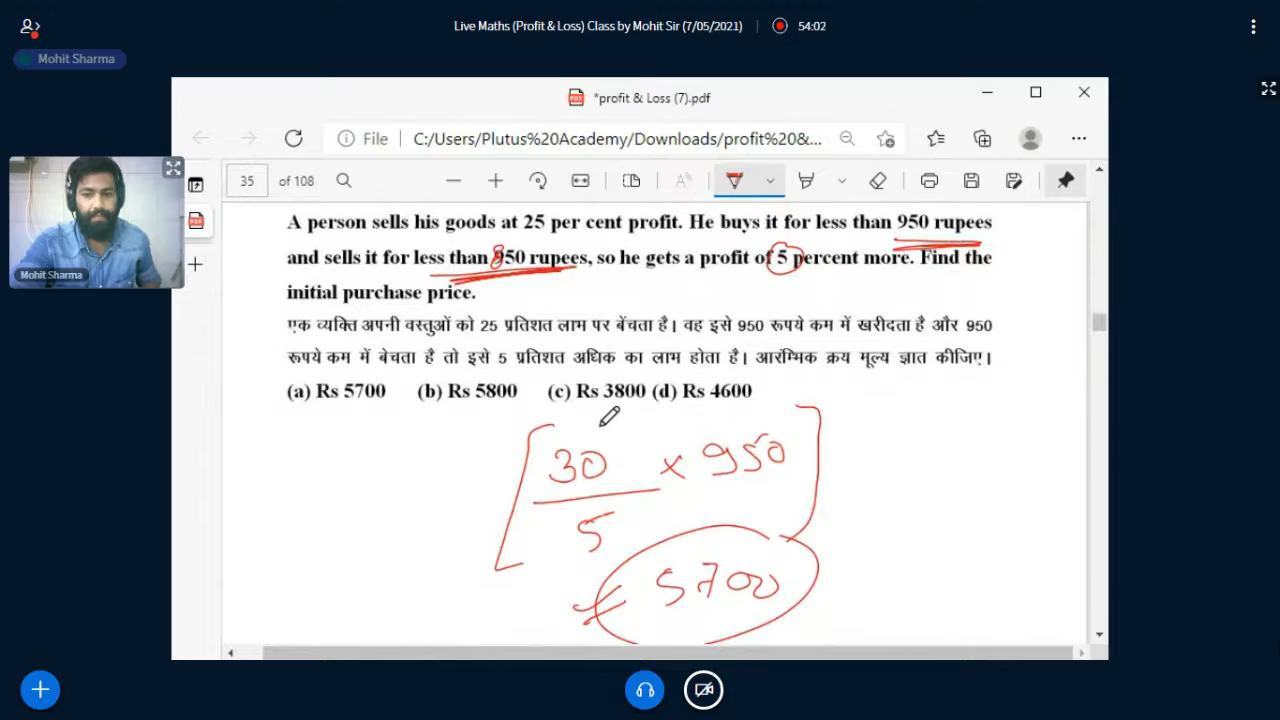 Live Maths (Profit & Loss) Class by Mohit Sir (7/05/2021) 54:02
Mohit Sharma
*profit & Loss (7).pdf
File C:/Users/Plutus%20Academy/Downloads/profit%20&...
35 of 108
Mohit Sharma
A person sells his goods at 25 per cent profit. He buys it for less than 950 rupees
and sells it for less than 950 rupees, so he gets a profit of 5 percent more. Find the
initial purchase price.
एक व्यक्ति अपनी वस्तुओं को 25 प्रतिशत लाभ पर बेंचता है। वह इसे 950 रूपये कम में खरीदता है और 950
रूपये कम में बेचता है तो इसे 5 प्रतिशत अधिक का लाभ होता है। आरंम्भिक क्रय मूल्य ज्ञात कीजिए।
(a) Rs 5700 (b) Rs 5800 (c) Rs 3800 (d) Rs 4600
30 × 950
5
5700